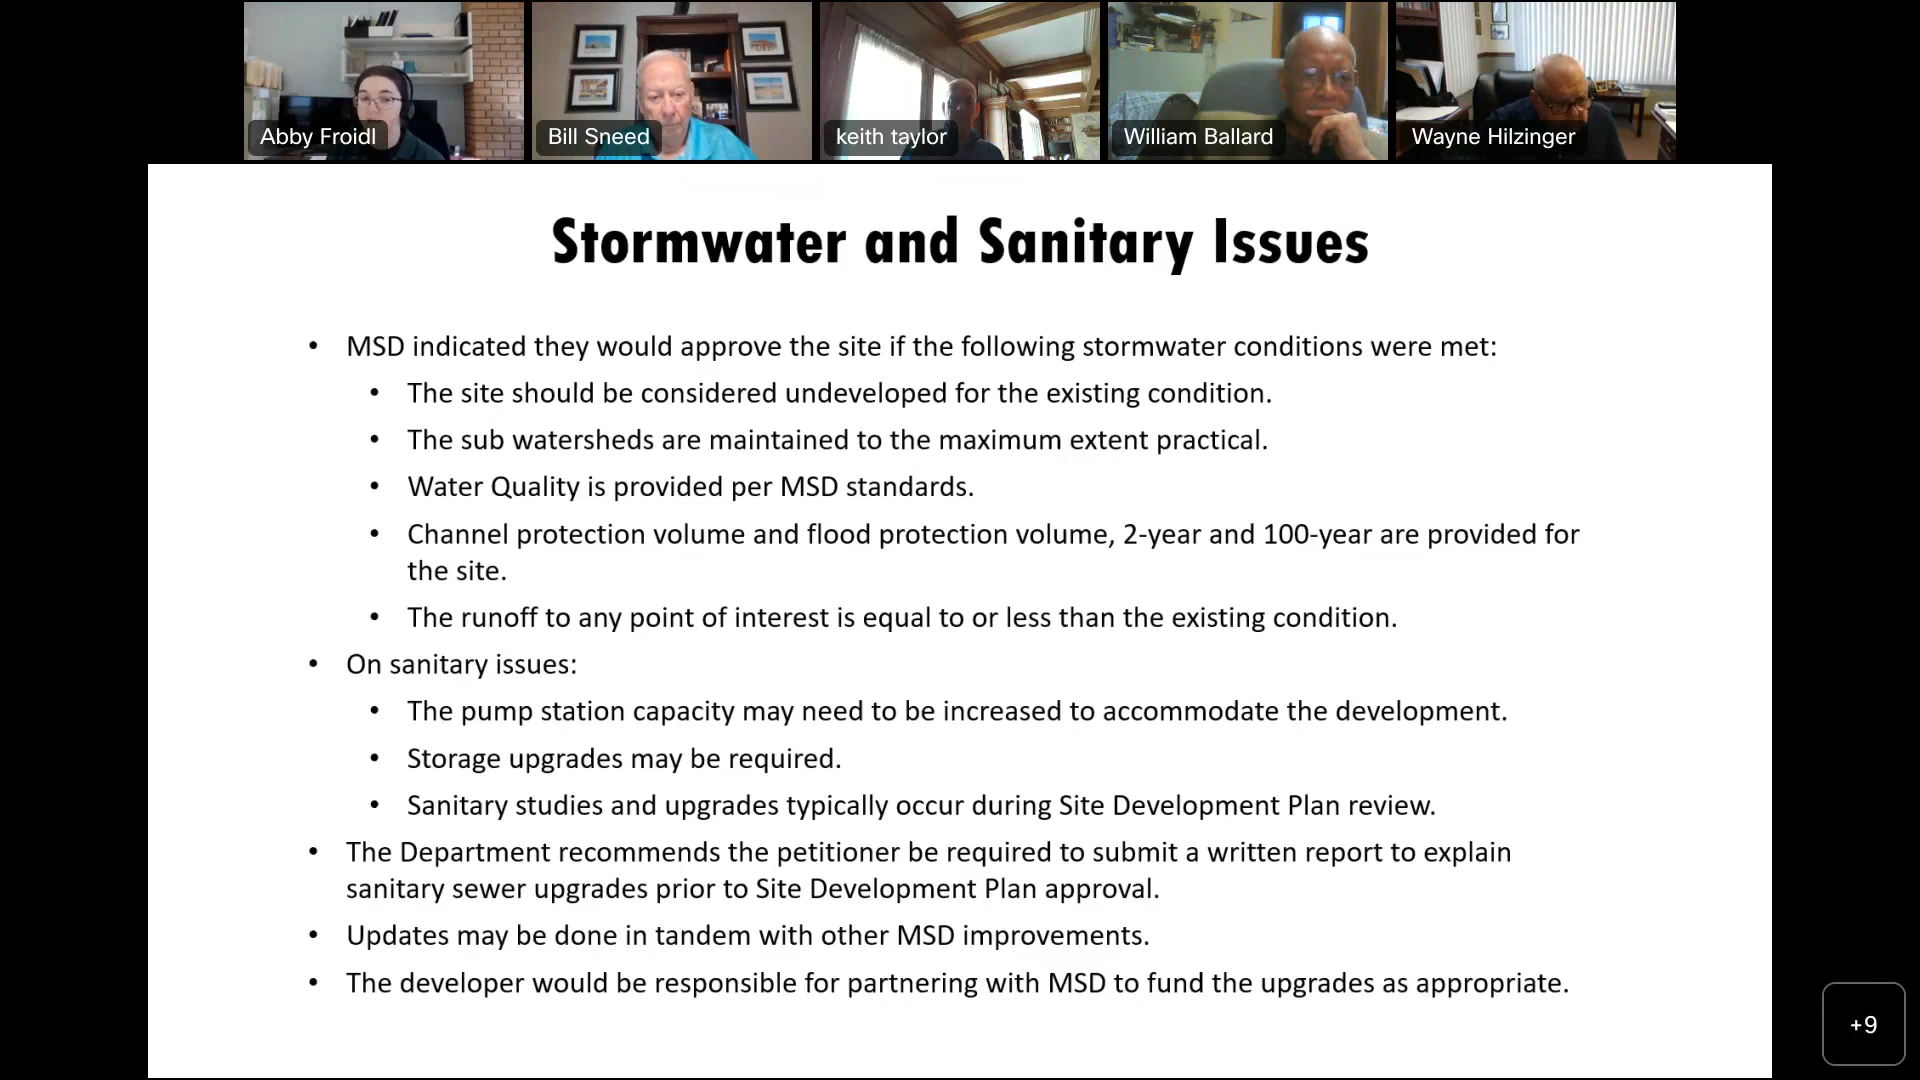 Abby Froidl
Bill Sneed
keith taylor
William Ballard
Wayne Hilzinger
Stormwater and Sanitary Issues
• MSD indicated they would approve the site if the following stormwater conditions were met:
• The site should be considered undeveloped for the existing condition.
• The sub watersheds are maintained to the maximum extent practical.
• Water Quality is provided per MSD standards.
• Channel protection volume and flood protection volume, 2-year and 100-year are provided for
the site.
• The runoff to any point of interest is equal to or less than the existing condition.
• On sanitary issues:
• The pump station capacity may need to be increased to accommodate the development.
• Storage upgrades may be required.
• Sanitary studies and upgrades typically occur during Site Development Plan review.
• The Department recommends the petitioner be required to submit a written report to explain
sanitary sewer upgrades prior to Site Development Plan approval.
• Updates may be done in tandem with other MSD improvements.
• The developer would be responsible for partnering with MSD to fund the upgrades as appropriate.
+9